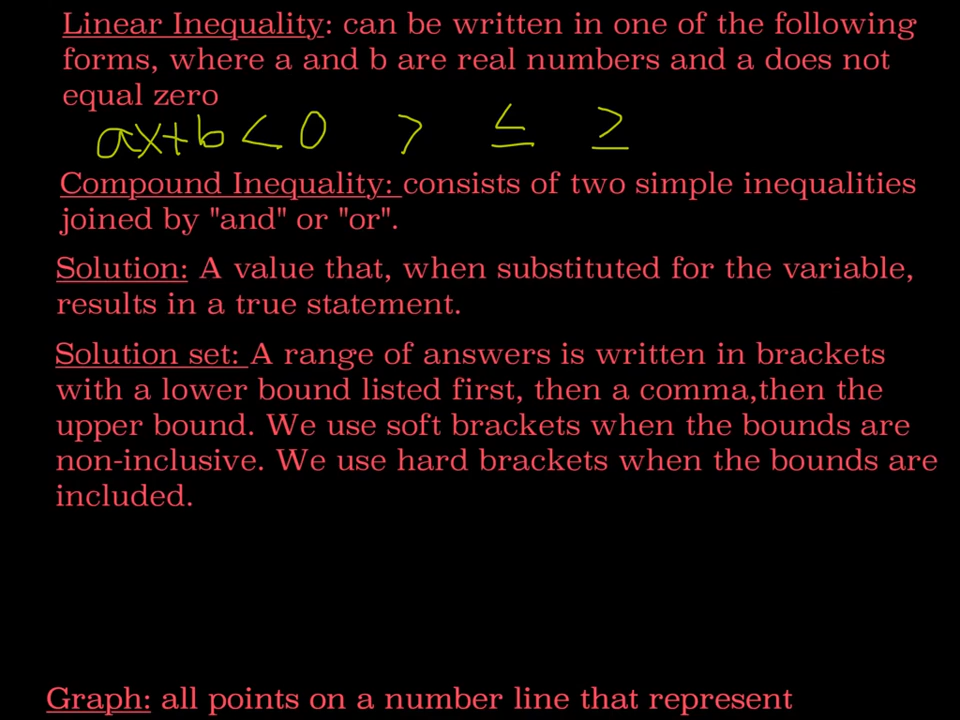 Linear Inequality: can be written in one of the following
forms, where a and b are real numbers and a does not
equal zero
ax+b < 0 > ≤ ≥
Compound Inequality: consists of two simple inequalities
joined by "and" or "or".
Solution: A value that, when substituted for the variable,
results in a true statement.
Solution set: A range of answers is written in brackets
with a lower bound listed first, then a comma,then the
upper bound. We use soft brackets when the bounds are
non-inclusive. We use hard brackets when the bounds are
included.
Graph: all points on a number line that represent